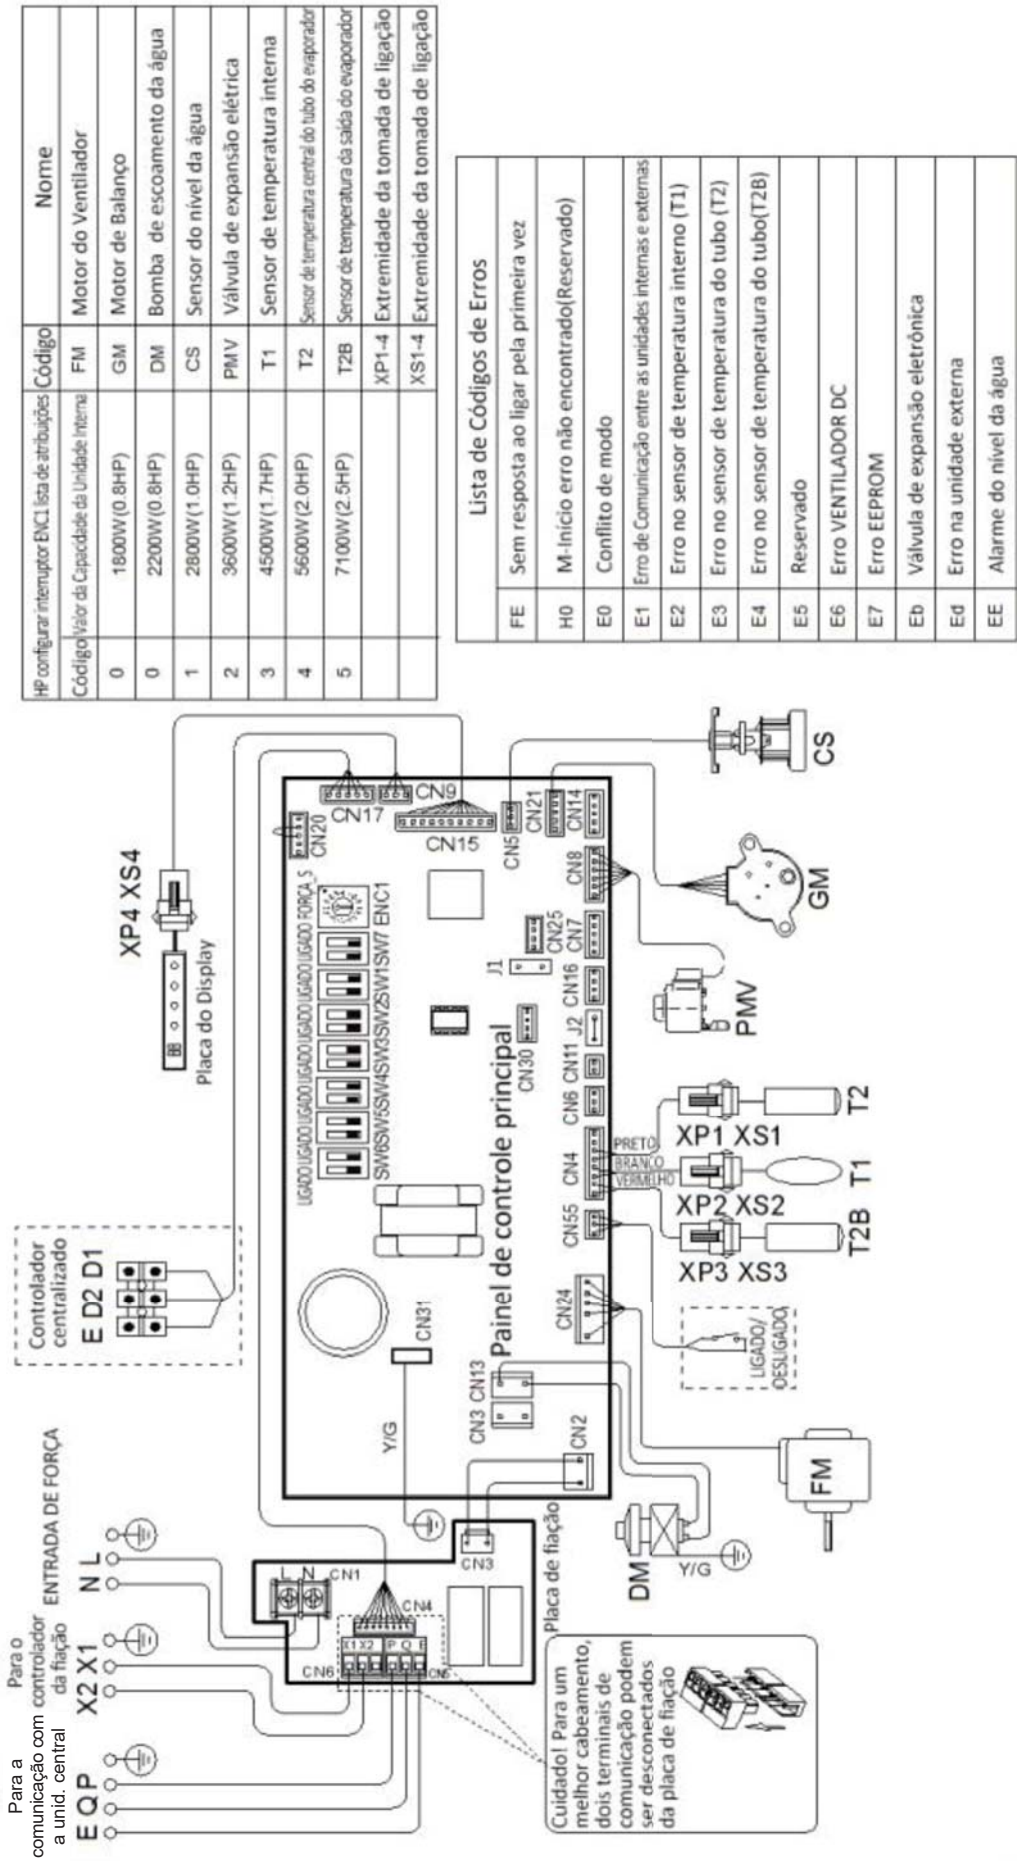 Para a
comunicação com
a unid. central
E Q P
Para o
controlador
da fiação
X2 X1
ENTRADA DE FORÇA
N L
Controlador
centralizado
E D2 D1
XP4 XS4
Placa do Display
L N
CN1
CN4
X1 X2
P Q E
CN6
CN5
CN3
Placa de fiação
Cuidado! Para um
melhor cabeamento,
dois terminais de
comunicação podem
ser desconectados
da placa de fiação
Y/G
CN31
LIGADO LIGADO LIGADO LIGADO LIGADO LIGADO LIGADO FORÇA_S
SW6 SW5 SW4 SW3 SW2 SW1 SW7 ENC1
CN20
CN17
CN9
CN15
Painel de controle principal
CN30
J1
CN25
CN5
CN21
CN2
CN3
CN13
CN24
CN55
CN4
CN6
CN11
J2
CN16
CN7
CN8
CN14
PRETO
BRANCO
VERMELHO
DM
Y/G
FM
LIGADO/
DESLIGADO
XP3 XS3
T2B
XP2 XS2
T1
XP1 XS1
T2
PMV
GM
CS
HP configurar interruptor ENC1 lista de atribuições Código Nome
Código Valor da Capacidade da Unidade Interna FM Motor do Ventilador
0 1800W(0.8HP) GM Motor de Balanço
0 2200W(0.8HP) DM Bomba de escoamento da água
1 2800W(1.0HP) CS Sensor do nível da água
2 3600W(1.2HP) PMV Válvula de expansão elétrica
3 4500W(1.7HP) T1 Sensor de temperatura interna
4 5600W(2.0HP) T2 Sensor de temperatura central do tubo do evaporador
5 7100W(2.5HP) T2B Sensor de temperatura da saída do evaporador
XP1-4 Extremidade da tomada de ligação
XS1-4 Extremidade da tomada de ligação
Lista de Códigos de Erros
FE Sem resposta ao ligar pela primeira vez
H0 M-Início erro não encontrado(Reservado)
E0 Conflito de modo
E1 Erro de Comunicação entre as unidades internas e externas
E2 Erro no sensor de temperatura interno (T1)
E3 Erro no sensor de temperatura do tubo (T2)
E4 Erro no sensor de temperatura do tubo(T2B)
E5 Reservado
E6 Erro VENTILADOR DC
E7 Erro EEPROM
Eb Válvula de expansão eletrônica
Ed Erro na unidade externa
EE Alarme do nível da água